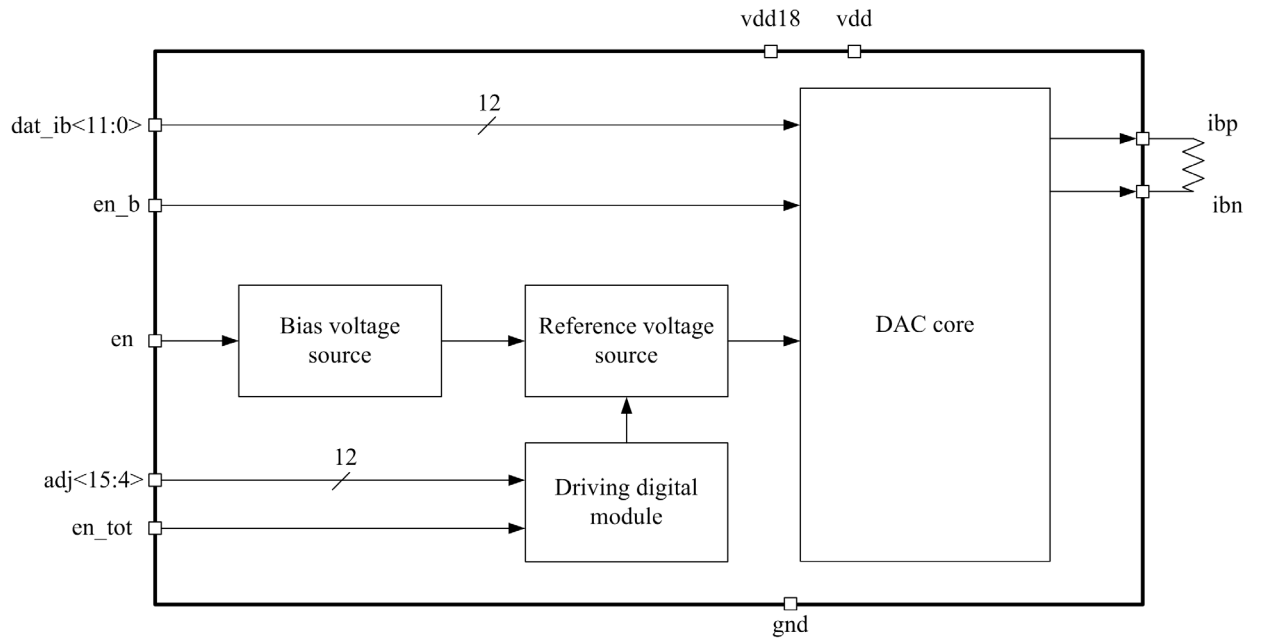 vdd18 vdd
dat_ib<11:0>
12
ibp
en_b
ibn
en
Bias voltage
source
Reference voltage
source
DAC core
adj<15:4>
12
en_tot
Driving digital
module
gnd